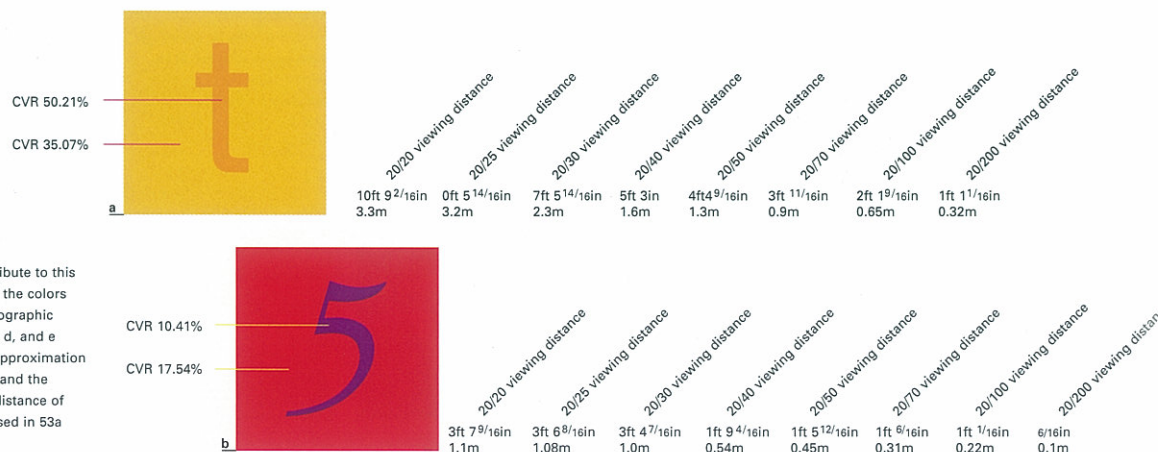 t
CVR 50.21%
CVR 35.07%
a
20/20 viewing distance
20/25 viewing distance
20/30 viewing distance
20/40 viewing distance
20/50 viewing distance
20/70 viewing distance
20/100 viewing distance
20/200 viewing distance
10ft 9 2/16in 0ft 5 14/16in 7ft 5 14/16in 5ft 3in 4ft4 9/16in 3ft 11/16in 2ft 1 9/16in 1ft 1 1/16in
3.3m 3.2m 2.3m 1.6m 1.3m 0.9m 0.65m 0.32m
ibute to this
the colors
ographic
d, and e
pproximation
and the
distance of
sed in 53a
5
CVR 10.41%
CVR 17.54%
b
20/20 viewing distance
20/25 viewing distance
20/30 viewing distance
20/40 viewing distance
20/50 viewing distance
20/70 viewing distance
20/100 viewing distance
20/200 viewing distan
3ft 7 9/16in 3ft 6 8/16in 3ft 4 7/16in 1ft 9 4/16in 1ft 5 12/16in 1ft 6/16in 1ft 1/16in 6/16in
1.1m 1.08m 1.0m 0.54m 0.45m 0.31m 0.22m 0.1m